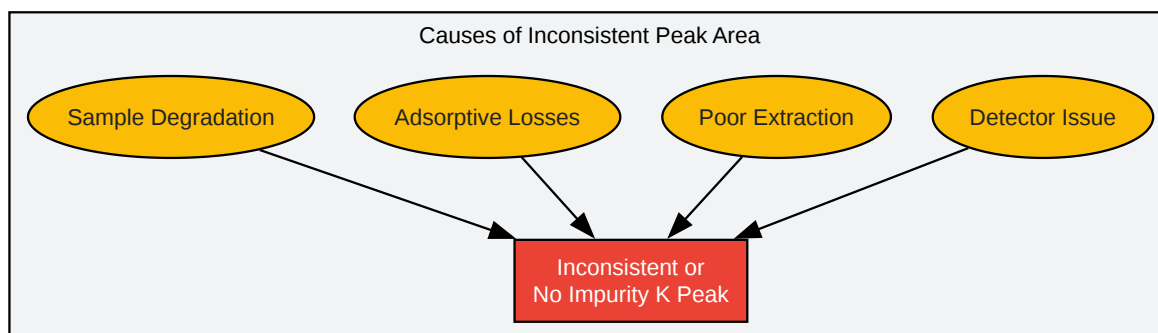 Causes of Inconsistent Peak Area
Sample Degradation
Adsorptive Losses
Poor Extraction
Detector Issue
Inconsistent or
No Impurity K Peak